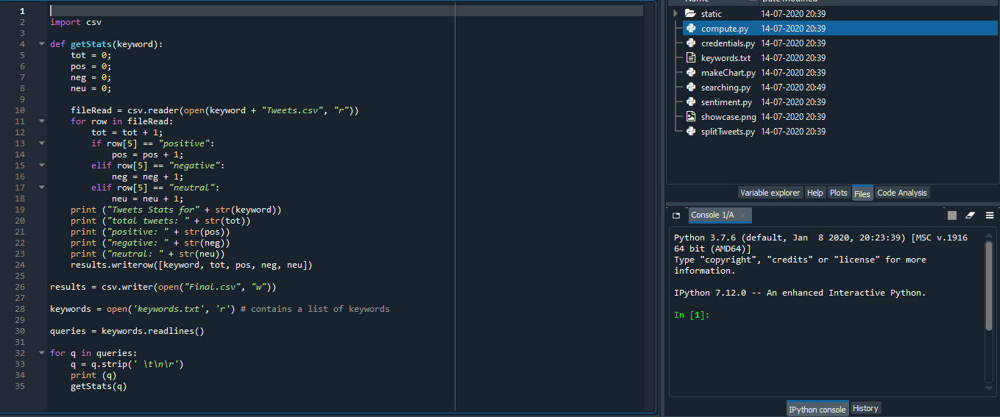 1
2 import csv
3
4 def getStats(keyword):
5 tot = 0;
6 pos = 0;
7 neg = 0;
8 neu = 0;
9
10 fileRead = csv.reader(open(keyword + "Tweets.csv", "r"))
11 for row in fileRead:
12 tot = tot + 1;
13 if row[5] == "positive":
14 pos = pos + 1;
15 elif row[5] == "negative":
16 neg = neg + 1;
17 elif row[5] == "neutral":
18 neu = neu + 1;
19 print ("Tweets Stats for" + str(keyword))
20 print ("total tweets: " + str(tot))
21 print ("positive: " + str(pos))
22 print ("negative: " + str(neg))
23 print ("neutral: " + str(neu))
24 results.writerow([keyword, tot, pos, neg, neu])
25
26 results = csv.writer(open("Final.csv", "w"))
27
28 keywords = open('keywords.txt', 'r') # contains a list of keywords
29
30 queries = keywords.readlines()
31
32 for q in queries:
33 q = q.strip(' \t\n\r')
34 print (q)
35 getStats(q)
Name Date Modified
static 14-07-2020 20:39
compute.py 14-07-2020 20:39
credentials.py 14-07-2020 20:39
keywords.txt 14-07-2020 20:39
makeChart.py 14-07-2020 20:39
searching.py 14-07-2020 20:49
sentiment.py 14-07-2020 20:39
showcase.png 14-07-2020 20:39
splitTweets.py 14-07-2020 20:39
Variable explorer Help Plots Files Code Analysis
Console 1/A
Python 3.7.6 (default, Jan  8 2020, 20:23:39) [MSC v.1916
64 bit (AMD64)]
Type "copyright", "credits" or "license" for more
information.
IPython 7.12.0 -- An enhanced Interactive Python.
In [1]:
IPython console History